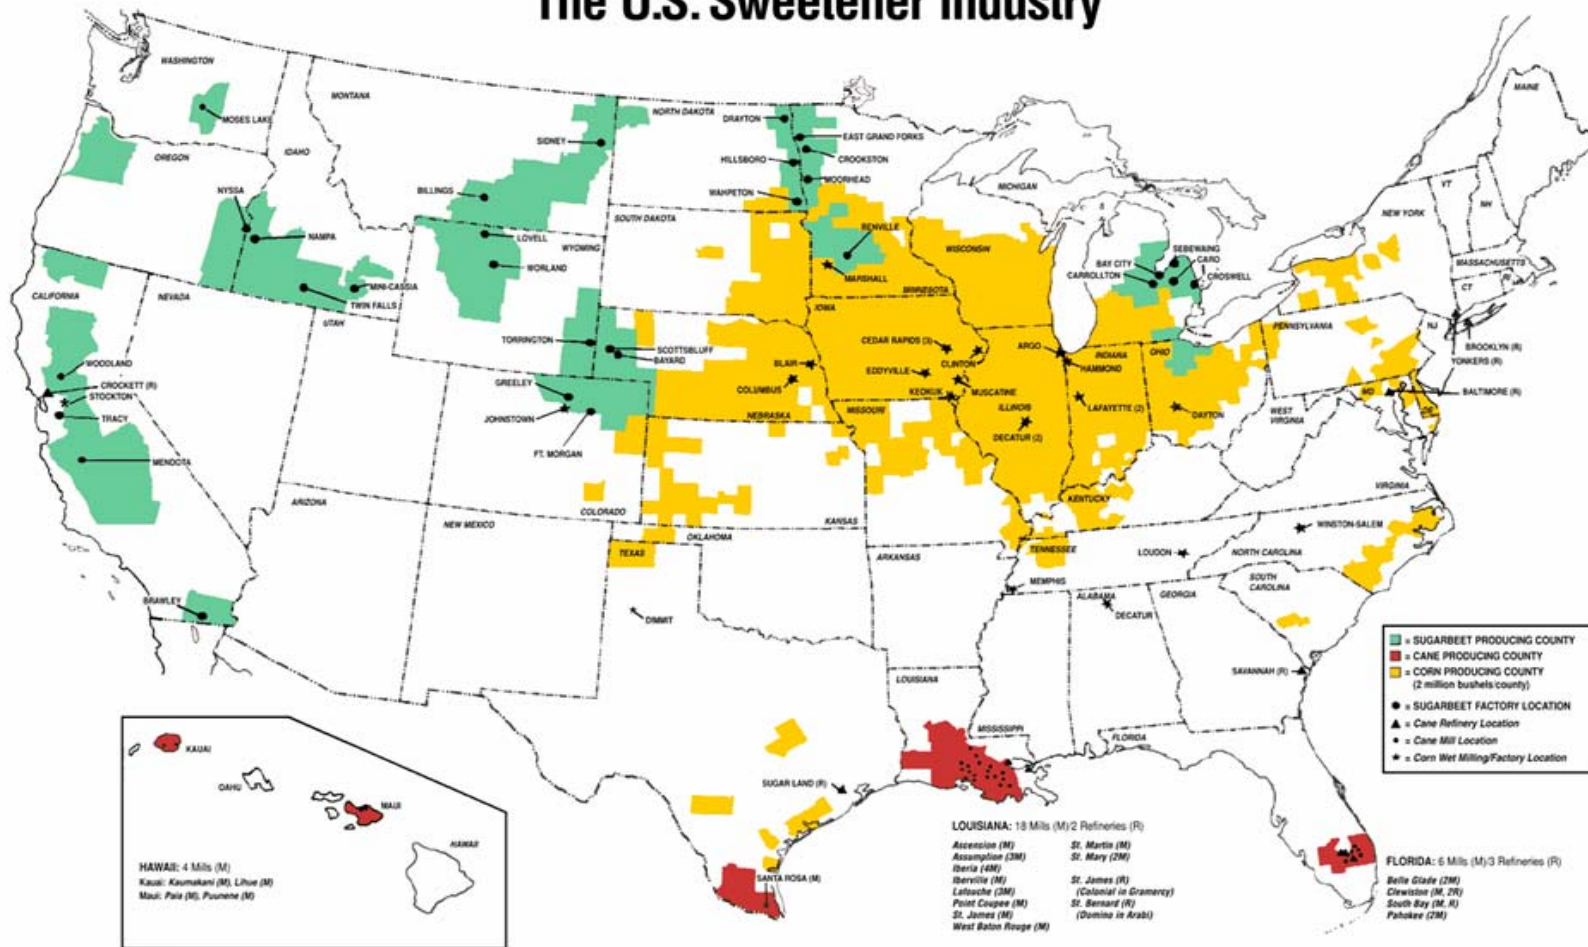 The U.S. Sweetener Industry
WASHINGTON
MOSES LAKE
OREGON
IDAHO
MONTANA
NORTH DAKOTA
SIDNEY
BILLINGS
NYSSA
NAMPA
LOVELL
WORLAND
WYOMING
SOUTH DAKOTA
MINI-CASSIA
TWIN FALLS
CALIFORNIA
NEVADA
UTAH
DRAYTON
EAST GRAND FORKS
HILLSBORO
CROOKSTON
MOORHEAD
WAHPETON
RENVILLE
MARSHALL
MINNESOTA
WISCONSIN
MICHIGAN
SEBEWAING
BAY CITY
CARO
CARROLLTON
CROSWELL
MAINE
VT
NH
NEW YORK
MASSACHUSETTS
CT
RI
PENNSYLVANIA
NJ
BROOKLYN (R)
YONKERS (R)
MD
BALTIMORE (R)
DE
WOODLAND
CROCKETT (R)
STOCKTON
TRACY
MENDOTA
BRAWLEY
ARIZONA
NEW MEXICO
COLORADO
TORRINGTON
SCOTTSBLUFF
BAYARD
GREELEY
JOHNSTOWN
FT. MORGAN
IOWA
CEDAR RAPIDS (3)
CLINTON
BLAIR
COLUMBUS
EDDYVILLE
MUSCATINE
KEOKUK
NEBRASKA
MISSOURI
ILLINOIS
DECATUR (2)
ARGO
HAMMOND
INDIANA
OHIO
LAFAYETTE (2)
DAYTON
WEST
VIRGINIA
VIRGINIA
KENTUCKY
KANSAS
OKLAHOMA
TEXAS
DIMMIT
ARKANSAS
TENNESSEE
LOUDON
WINSTON-SALEM
NORTH CAROLINA
SOUTH
CAROLINA
MEMPHIS
ALABAMA
DECATUR
GEORGIA
SAVANNAH (R)
LOUISIANA
MISSISSIPPI
FLORIDA
SUGAR LAND (R)
SANTA ROSA (M)
= SUGARBEET PRODUCING COUNTY
= CANE PRODUCING COUNTY
= CORN PRODUCING COUNTY
(2 million bushels/county)
= SUGARBEET FACTORY LOCATION
= Cane Refinery Location
= Cane Mill Location
= Corn Wet Milling/Factory Location
KAUAI
OAHU
MAUI
HAWAII
HAWAII: 4 Mills (M)
Kauai: Kaumakani (M), Lihue (M)
Maui: Paia (M), Puunene (M)
LOUISIANA: 18 Mills (M)/2 Refineries (R)
Ascension (M)
Assumption (3M)
Iberia (4M)
Iberville (M)
Lafouche (3M)
Point Coupee (M)
St. James (M)
West Baton Rouge (M)
St. Martin (M)
St. Mary (2M)
St. James (R)
(Colonial in Gramercy)
St. Bernard (R)
(Domino in Arabi)
FLORIDA: 6 Mills (M)/3 Refineries (R)
Belle Glade (2M)
Clewiston (M, 2R)
South Bay (M, R)
Pahokee (2M)